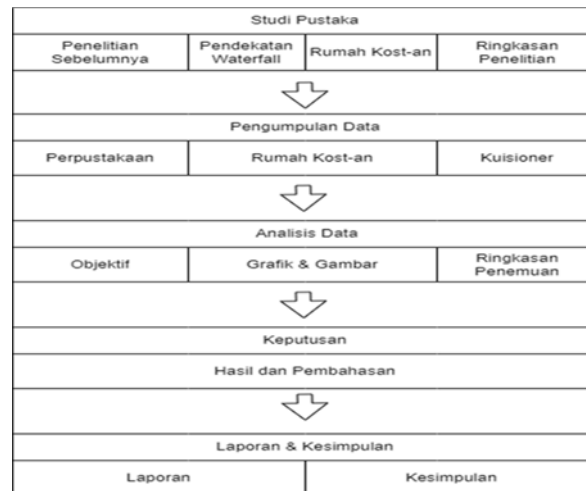 Studi Pustaka
Penelitian
Sebelumnya
Pendekatan
Waterfall
Rumah Kost-an
Ringkasan
Penelitian
Pengumpulan Data
Perpustakaan
Rumah Kost-an
Kuisioner
Analisis Data
Objektif
Grafik & Gambar
Ringkasan
Penemuan
Keputusan
Hasil dan Pembahasan
Laporan & Kesimpulan
Laporan
Kesimpulan